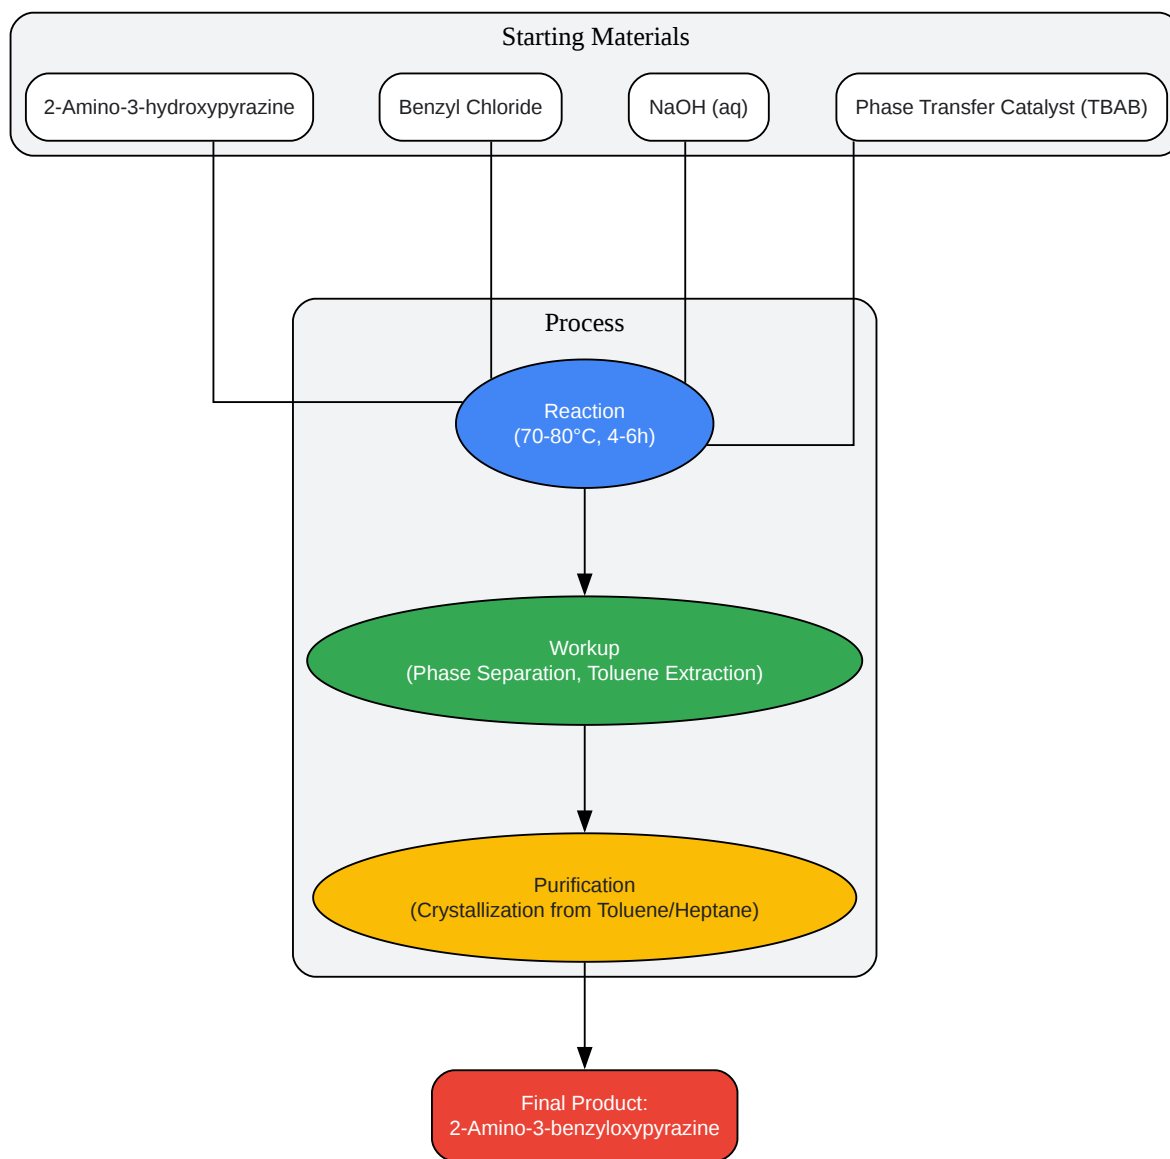 Starting Materials
2-Amino-3-hydroxypyrazine
Benzyl Chloride
NaOH (aq)
Phase Transfer Catalyst (TBAB)
Process
Reaction
(70-80°C, 4-6h)
Workup
(Phase Separation, Toluene Extraction)
Purification
(Crystallization from Toluene/Heptane)
Final Product:
2-Amino-3-benzyloxypyrazine